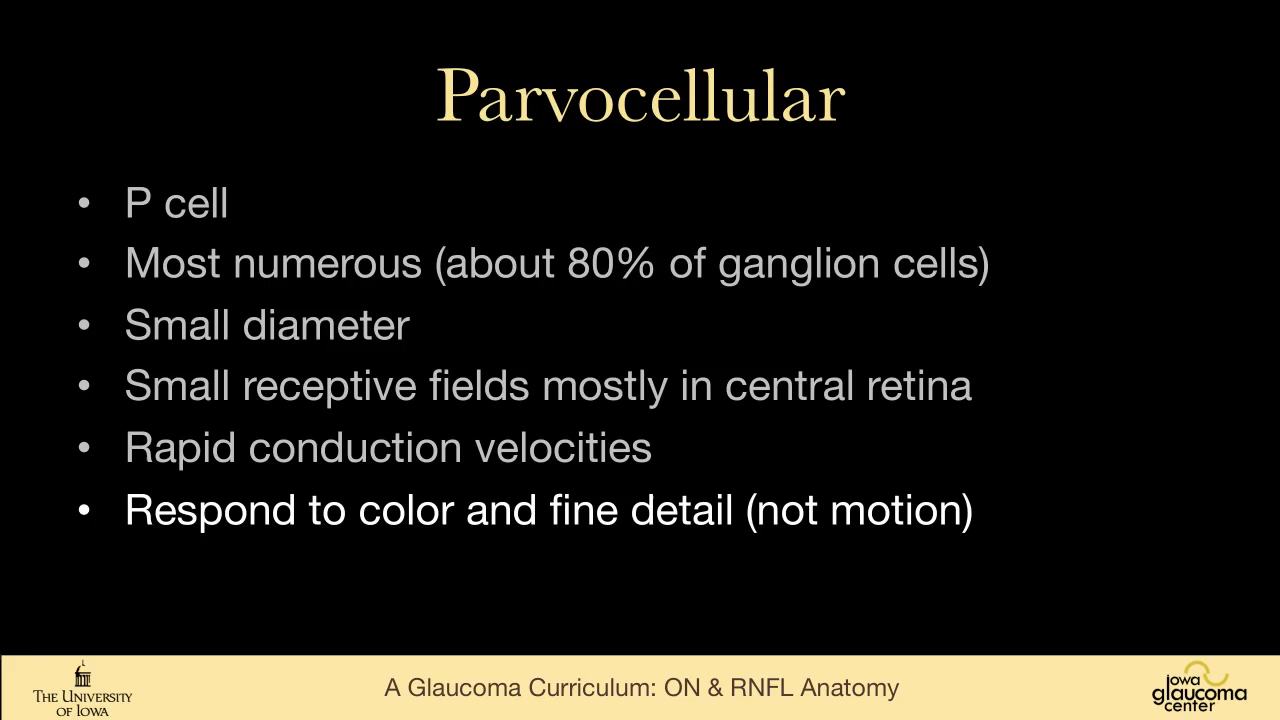 Parvocellular
• P cell
• Most numerous (about 80% of ganglion cells)
• Small diameter
• Small receptive fields mostly in central retina
• Rapid conduction velocities
• Respond to color and fine detail (not motion)
THE UNIVERSITY
OF IOWA
A Glaucoma Curriculum: ON & RNFL Anatomy
iowa
glaucoma
center